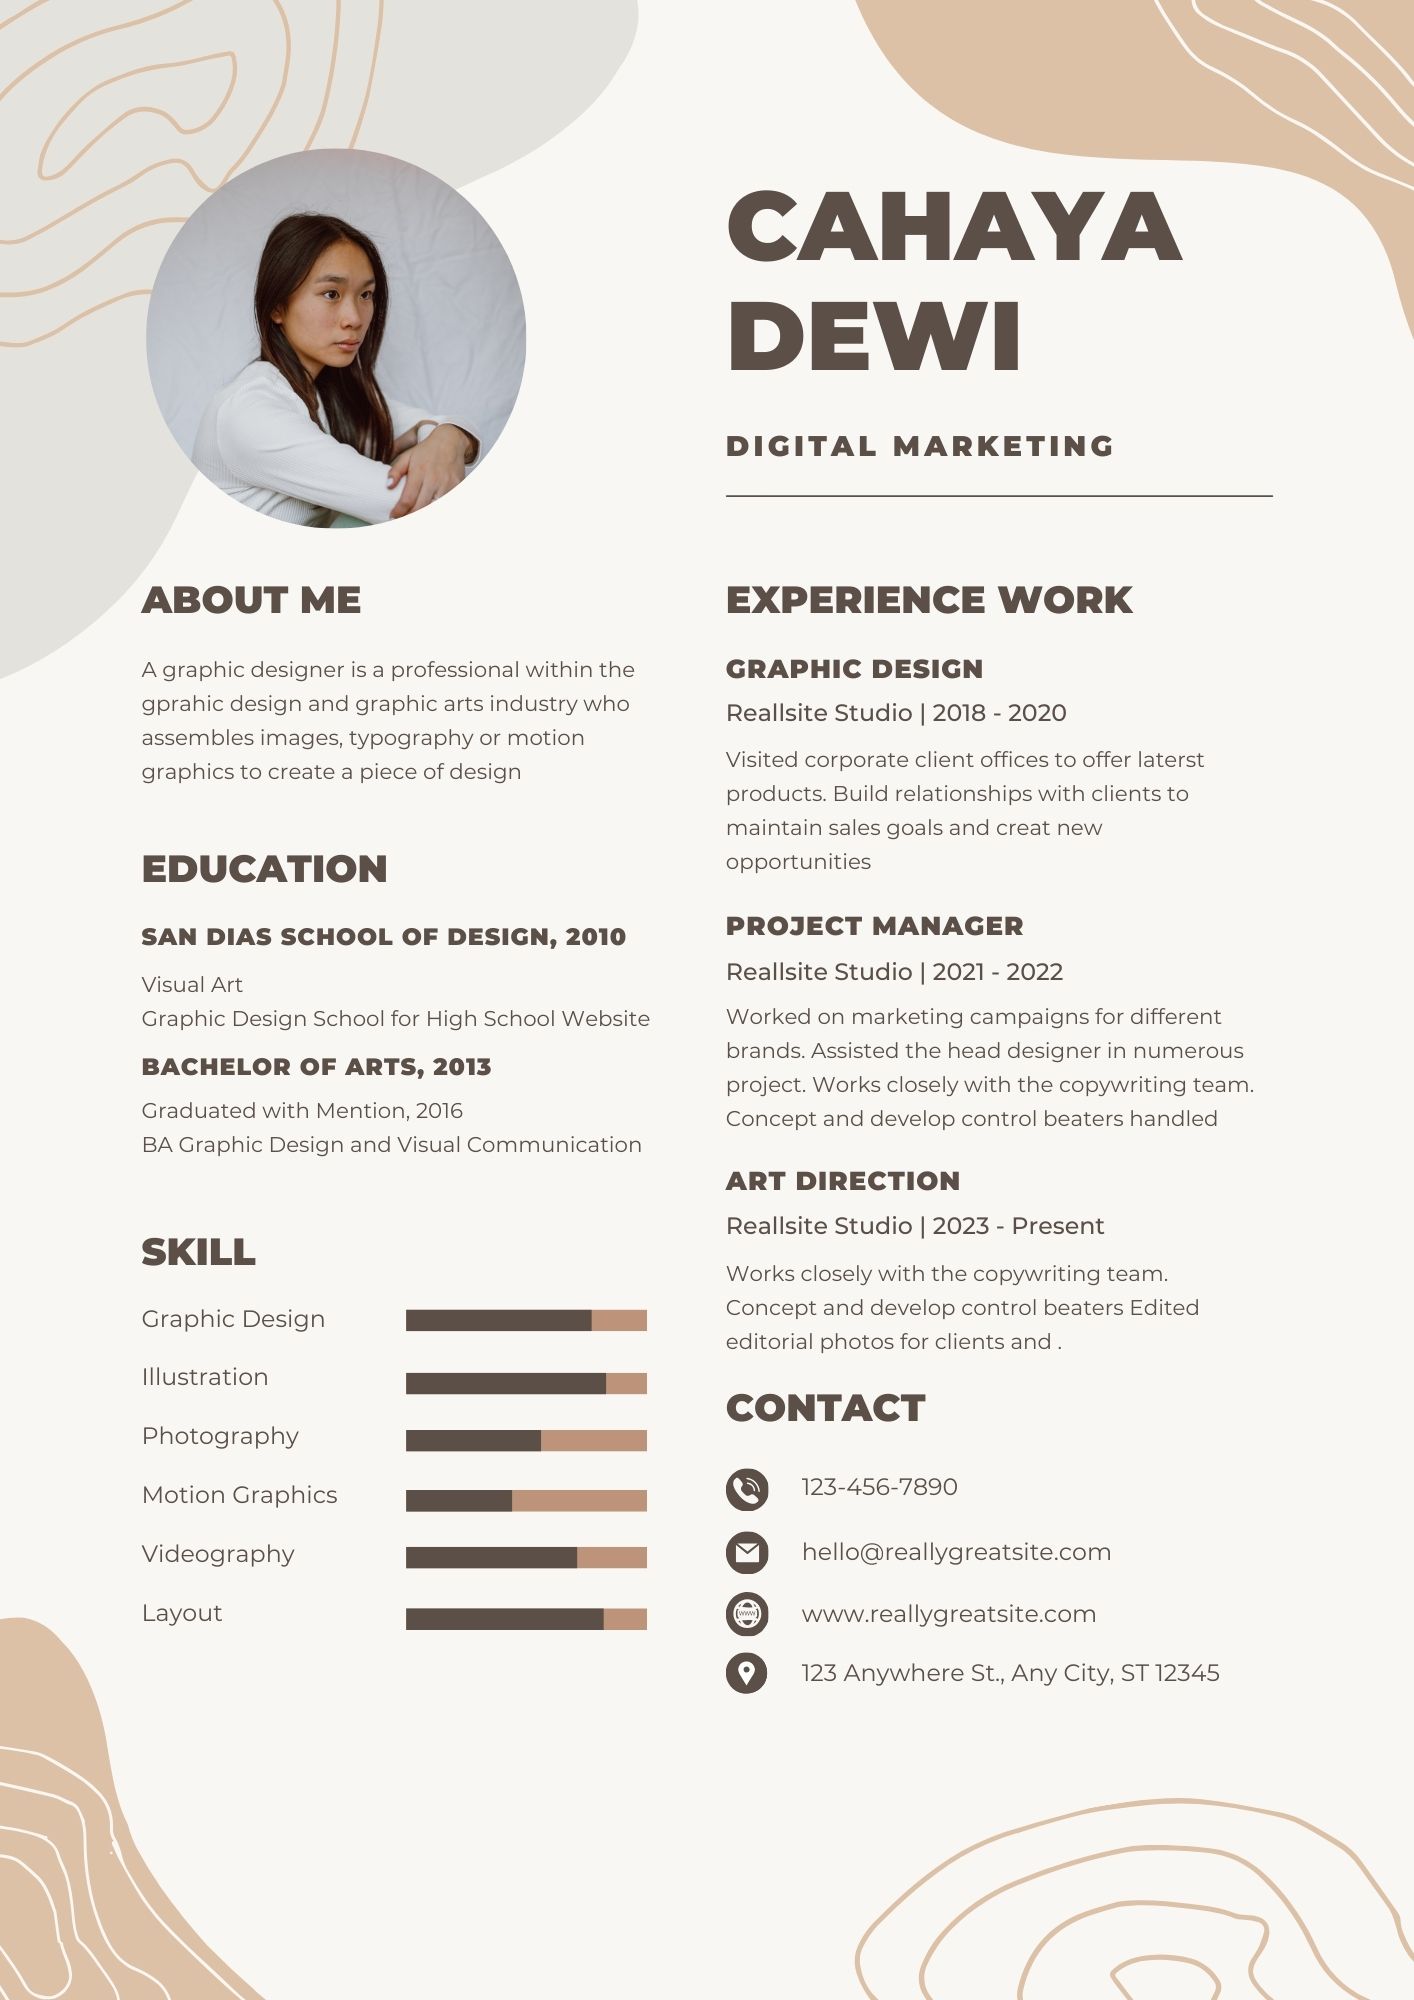 CAHAYA
DEWI
DIGITAL MARKETING
ABOUT ME
A graphic designer is a professional within the
gprahic design and graphic arts industry who
assembles images, typography or motion
graphics to create a piece of design
EDUCATION
SAN DIAS SCHOOL OF DESIGN, 2010
Visual Art
Graphic Design School for High School Website
BACHELOR OF ARTS, 2013
Graduated with Mention, 2016
BA Graphic Design and Visual Communication
SKILL
Graphic Design
Illustration
Photography
Motion Graphics
Videography
Layout
EXPERIENCE WORK
GRAPHIC DESIGN
Reallsite Studio | 2018 - 2020
Visited corporate client offices to offer laterst
products. Build relationships with clients to
maintain sales goals and creat new
opportunities
PROJECT MANAGER
Reallsite Studio | 2021 - 2022
Worked on marketing campaigns for different
brands. Assisted the head designer in numerous
project. Works closely with the copywriting team.
Concept and develop control beaters handled
ART DIRECTION
Reallsite Studio | 2023 - Present
Works closely with the copywriting team.
Concept and develop control beaters Edited
editorial photos for clients and .
CONTACT
123-456-7890
hello@reallygreatsite.com
www
www.reallygreatsite.com
123 Anywhere St., Any City, ST 12345